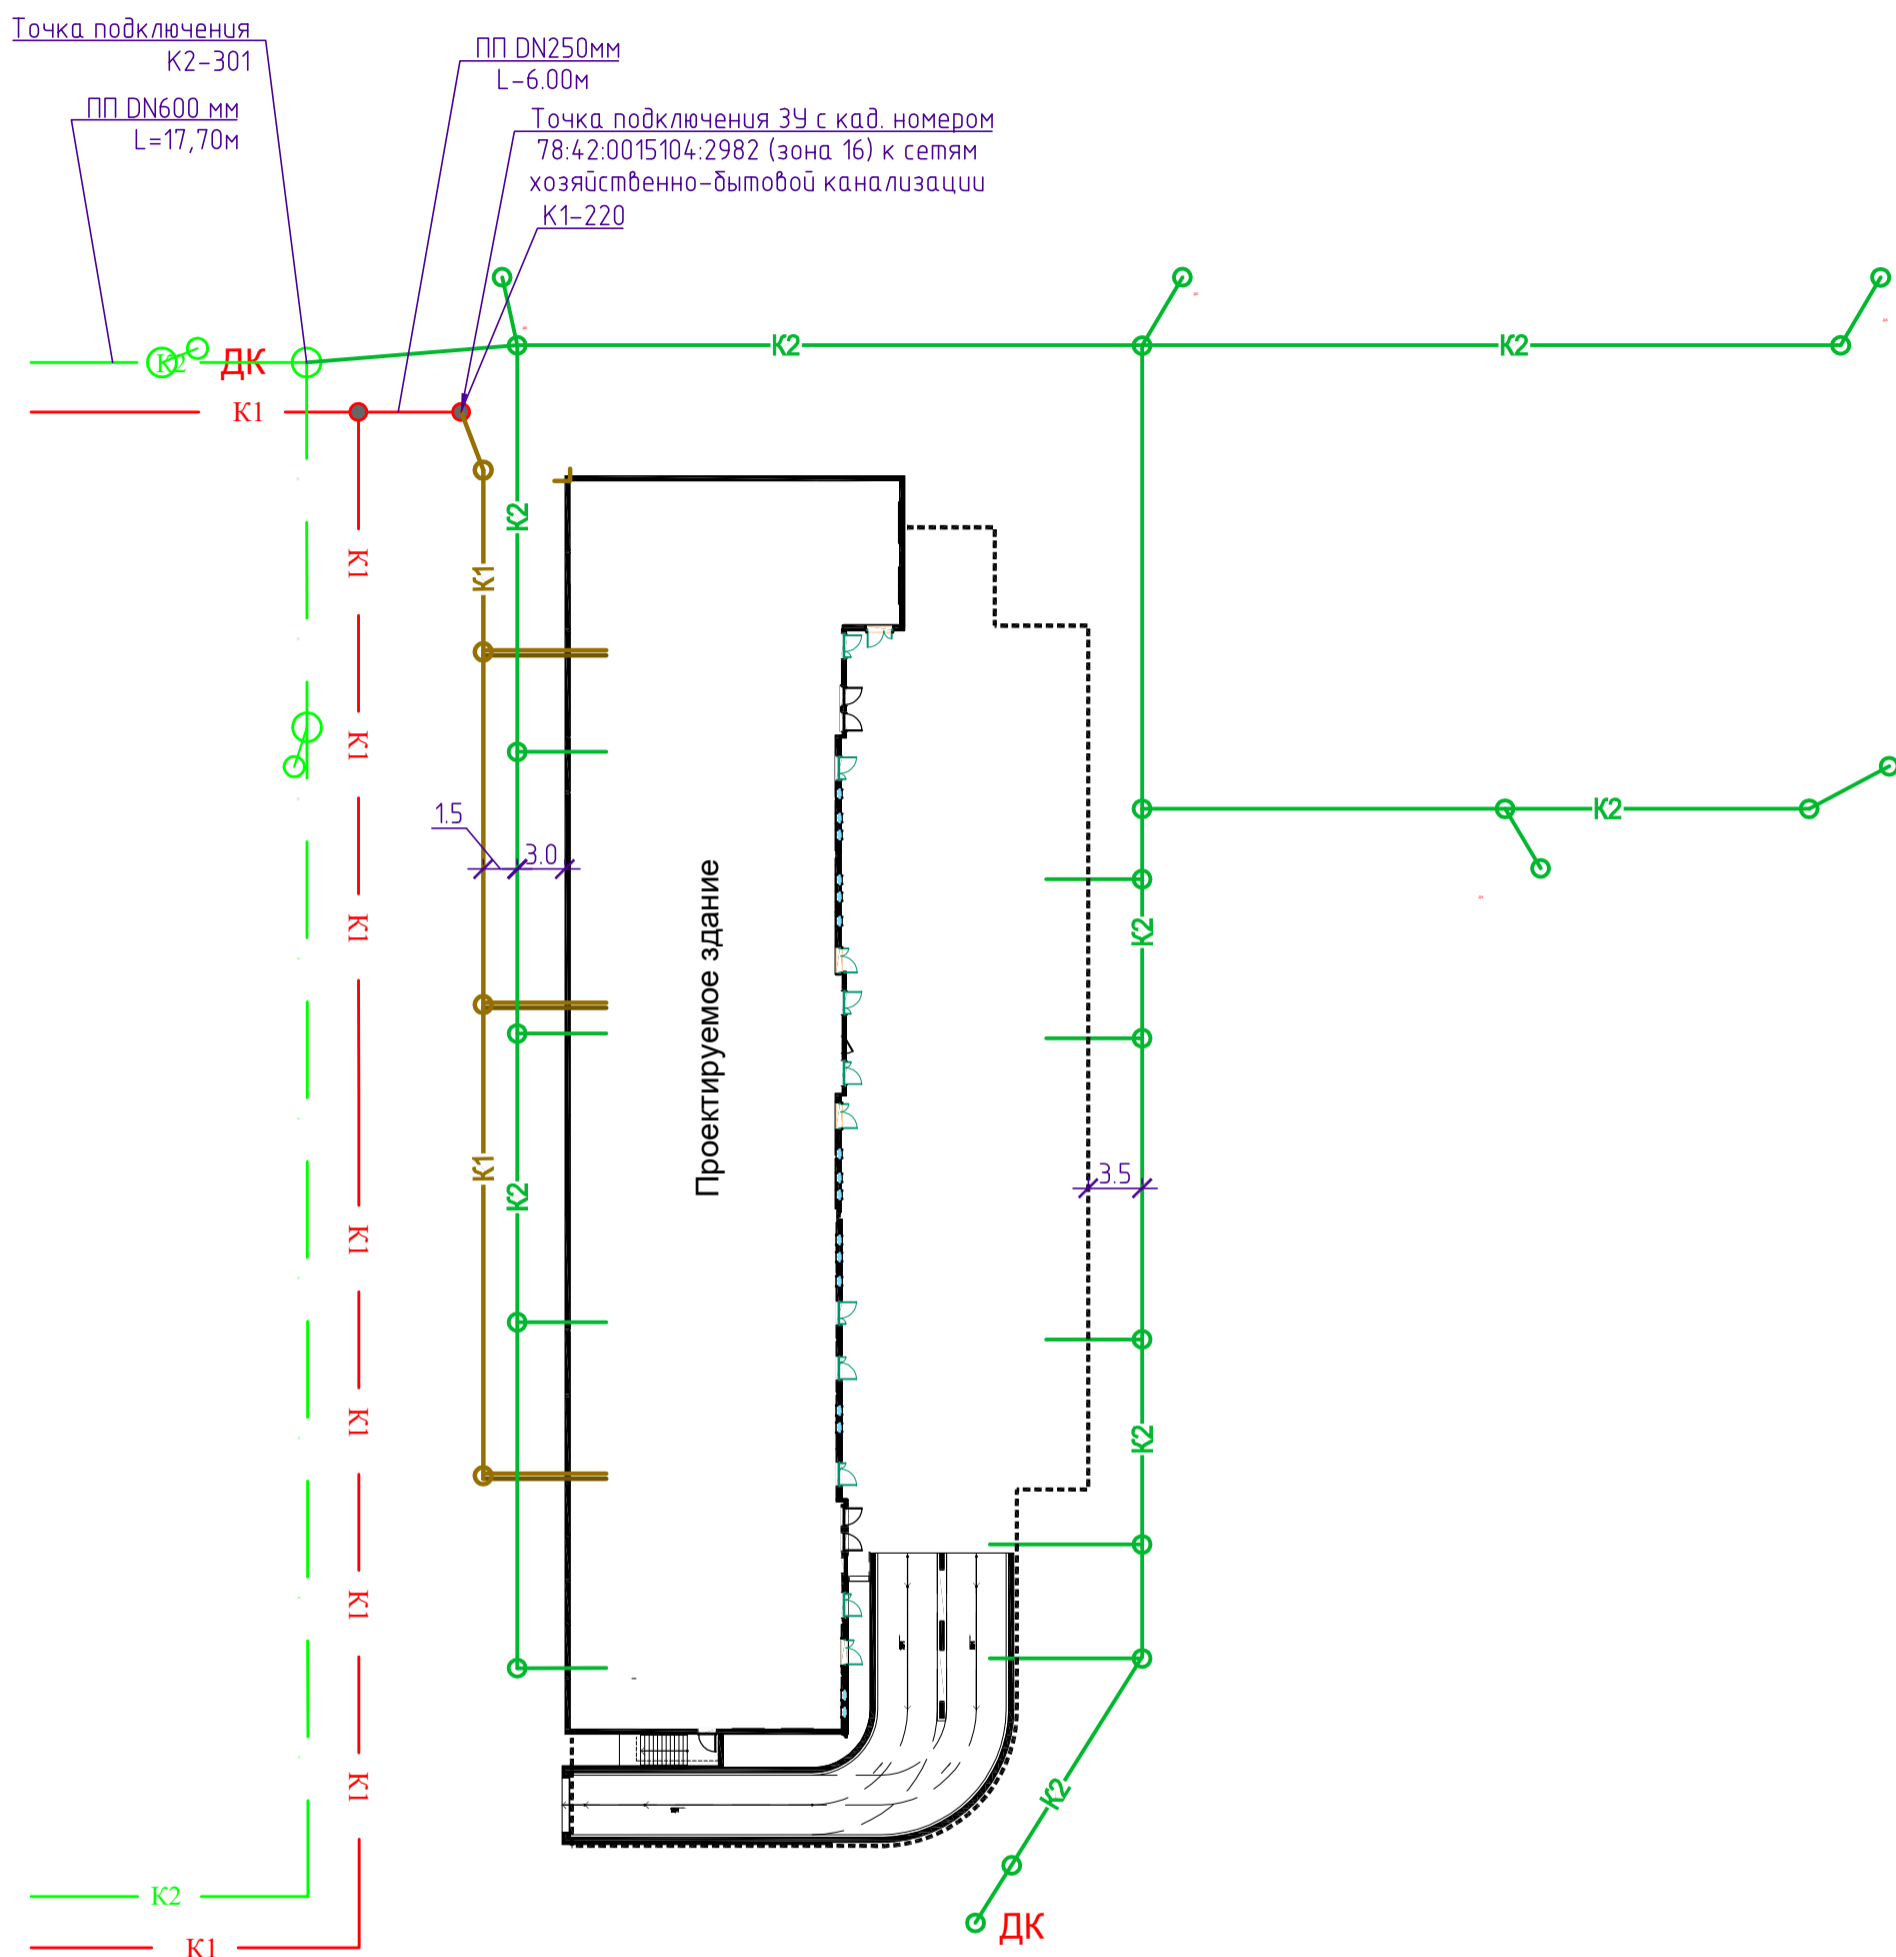 Точка подключения
К2-301
ПП DN600 мм
L=17,70м
ПП DN250мм
L-6.00м
Точка подключения ЗУ с кад. номером
78:42:0015104:2982 (зона 16) к сетям
хозяйственно-бытовой канализации
К1-220
К2
К2
К2
ДК
К1
К2
К1
К1
К1
К2
1.5
3.0
К1
К2
Проектируемое здание
К1
К2
3.5
К1
К2
К1
К1
К1
К2
К2
К1
ДК